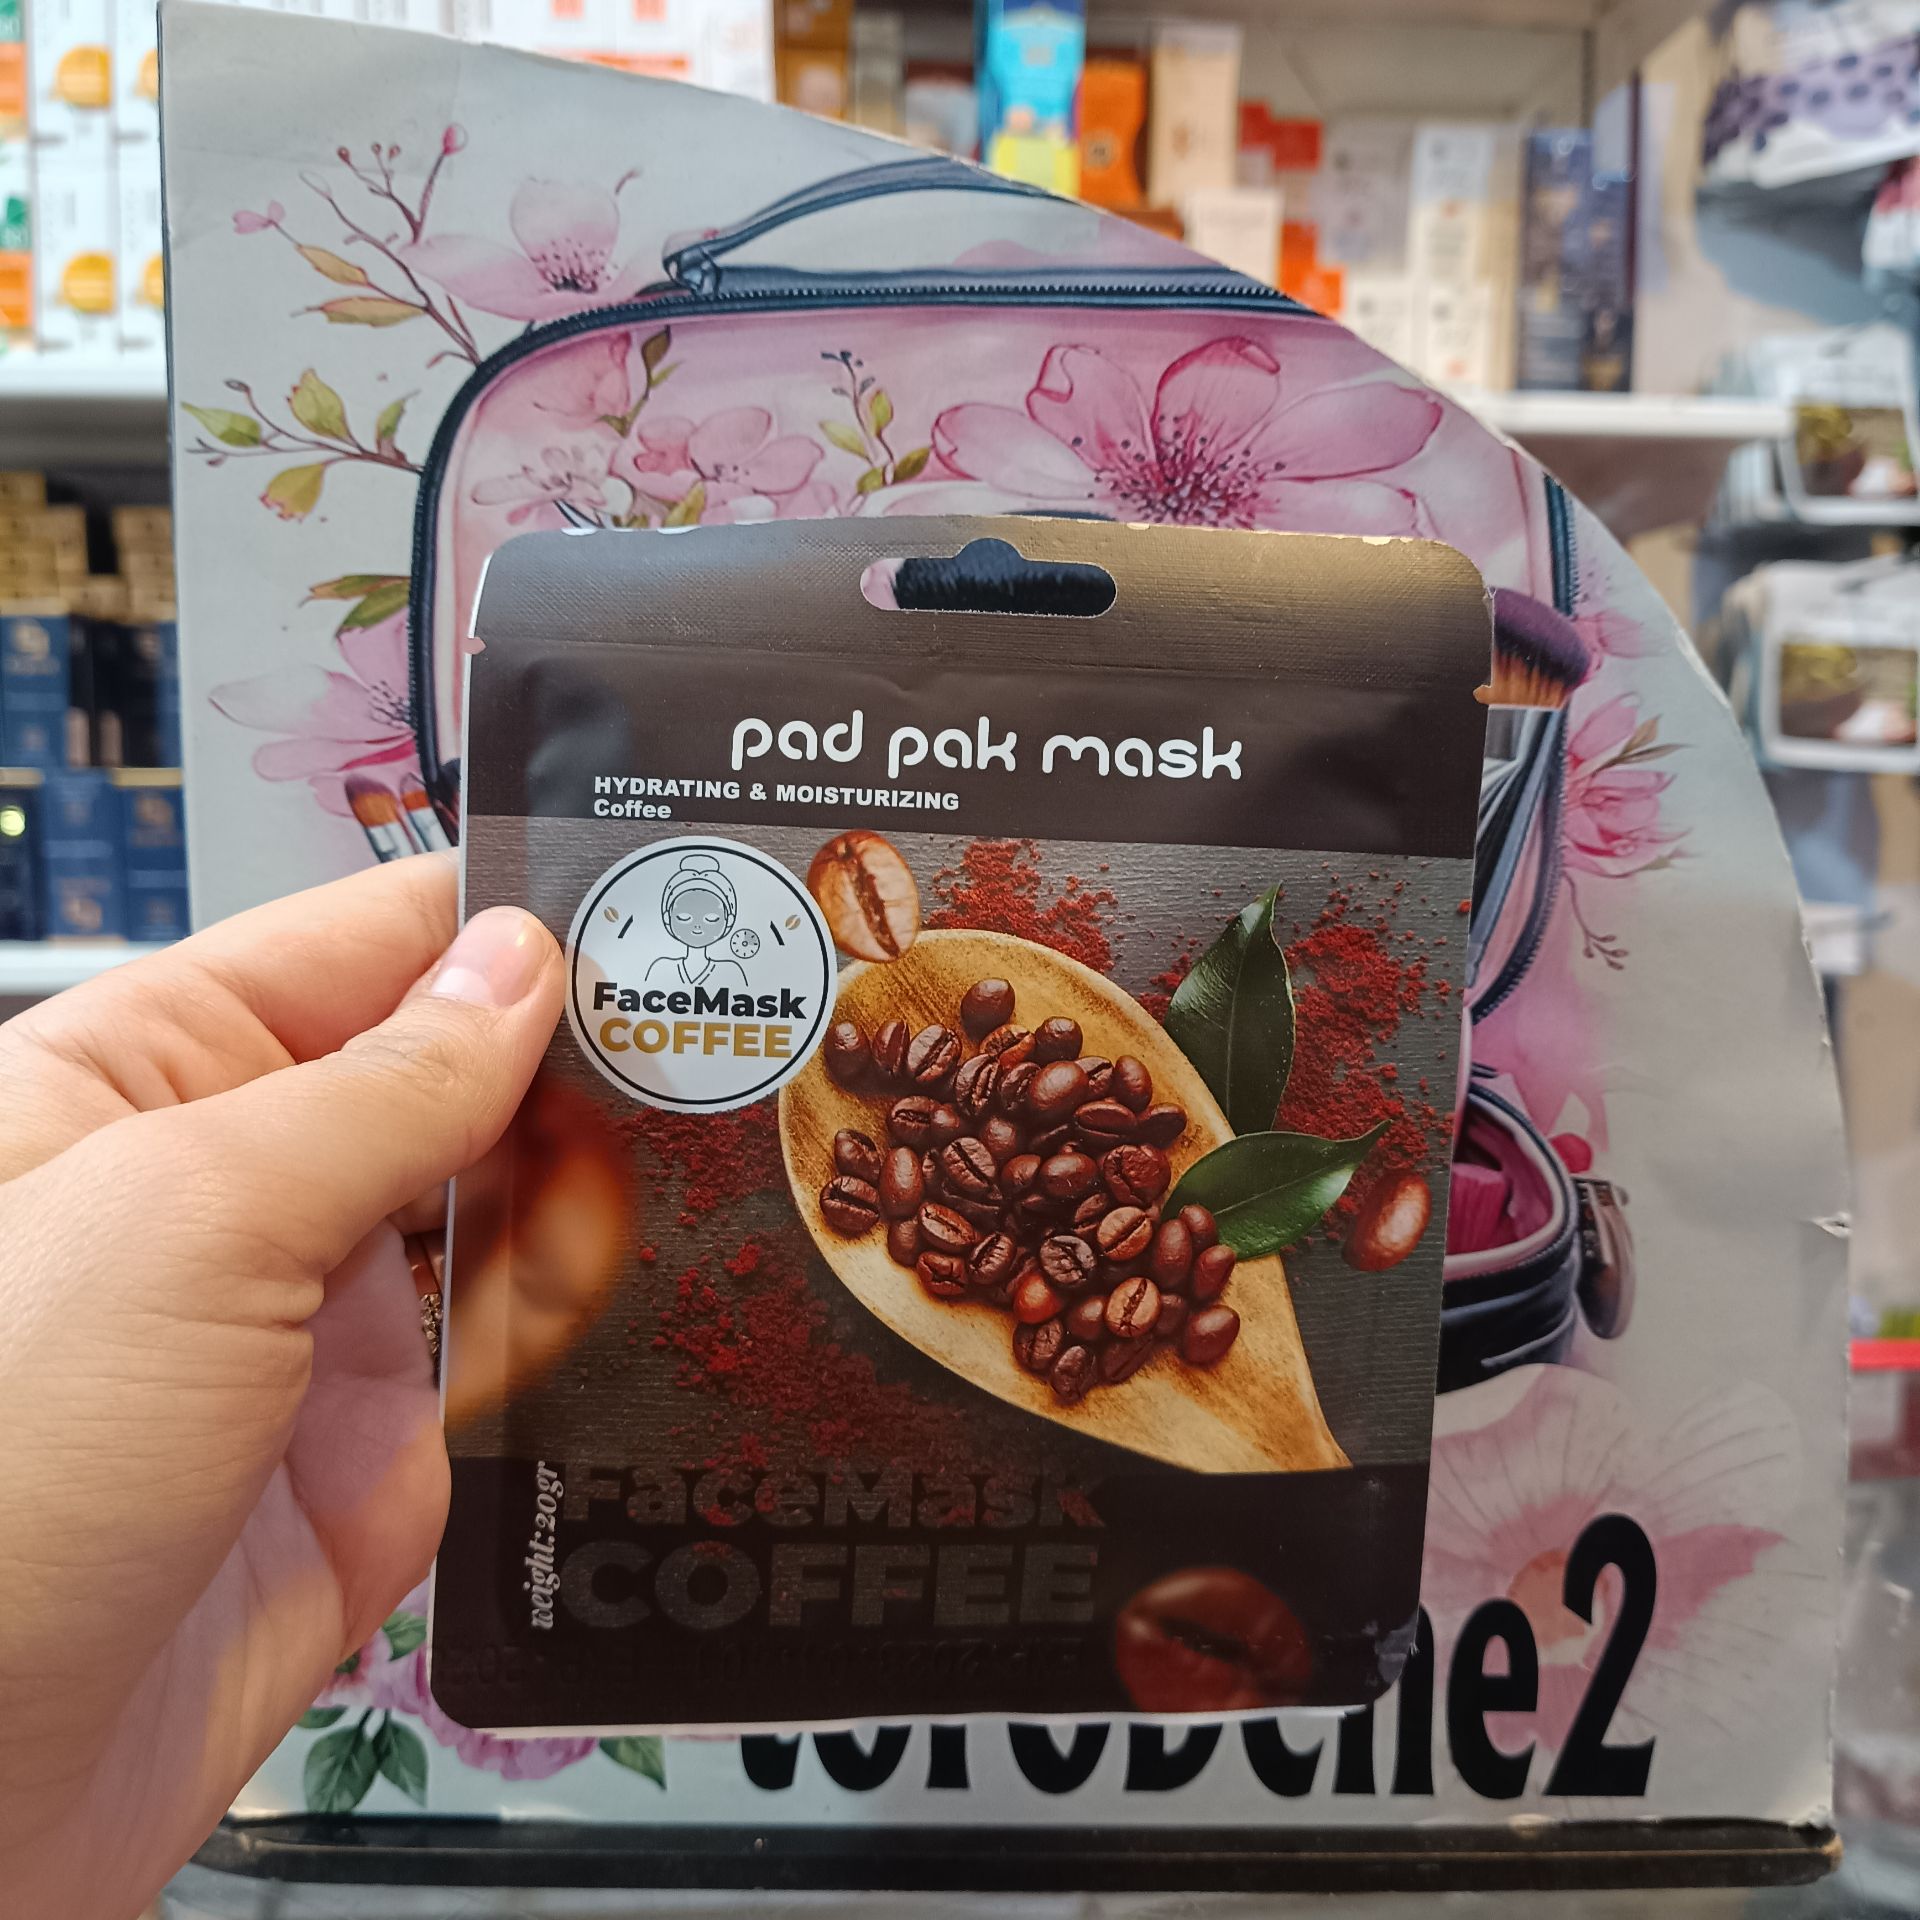 pad pak mask
HYDRATING & MOISTURIZING
Coffee
FaceMask
COFFEE
FaceMask
COFFEE
weight: 20gr